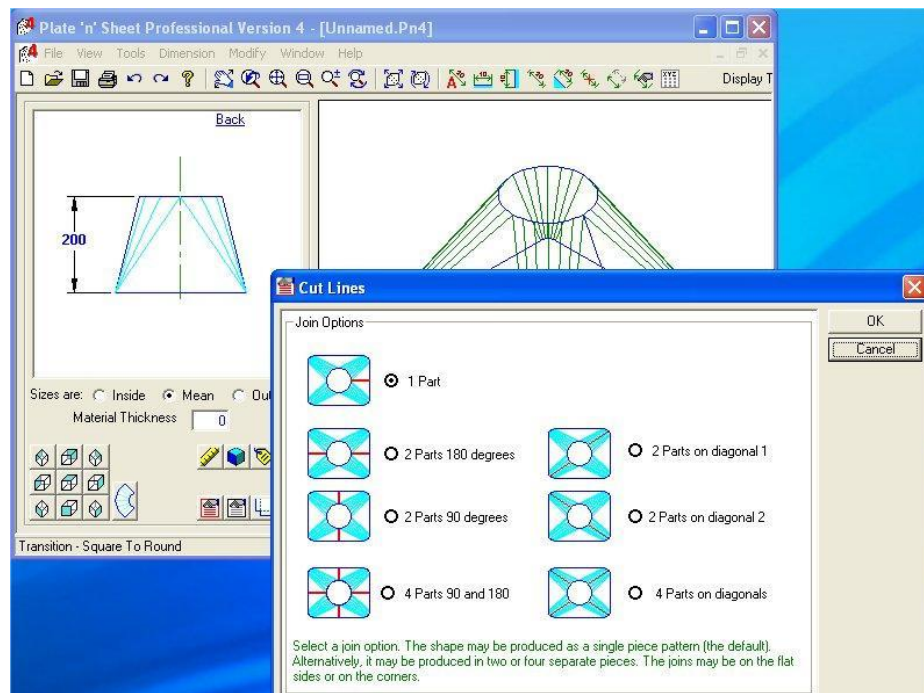 Plate 'n' Sheet Professional Version 4 - [Unnamed.Pn4]
File View Tools Dimension Modify Window Help
Display T
Back
200
Sizes are: Inside Mean Out
Material Thickness 0
Transition - Square To Round
Cut Lines
Join Options
OK
Cancel
1 Part
2 Parts 180 degrees
2 Parts on diagonal 1
2 Parts 90 degrees
2 Parts on diagonal 2
4 Parts 90 and 180
4 Parts on diagonals
Select a join option. The shape may be produced as a single piece pattern (the default).
Alternatively, it may be produced in two or four separate pieces. The joins may be on the flat
sides or on the corners.